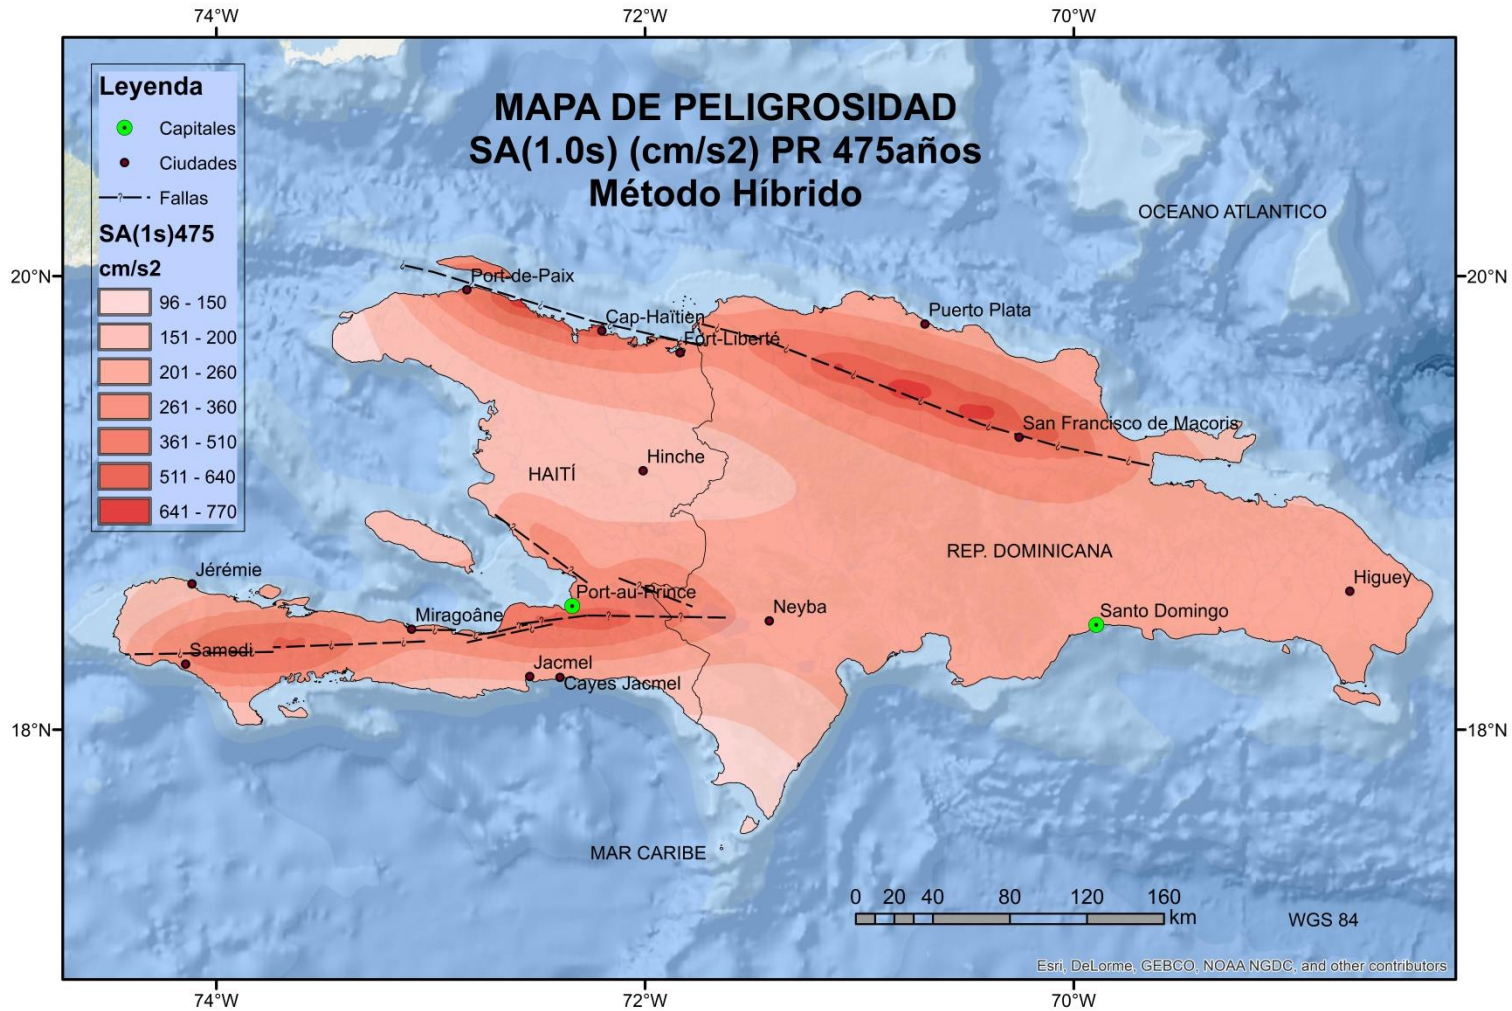 74°W
72°W
70°W
Leyenda
Capitales
Ciudades
Fallas
SA(1s)475
cm/s2
96 - 150
151 - 200
201 - 260
261 - 360
361 - 510
511 - 640
641 - 770
MAPA DE PELIGROSIDAD
SA(1.0s) (cm/s2) PR 475años
Método Híbrido
OCEANO ATLANTICO
20°N
20°N
Port-de-Paix
Cap-Haïtien
Fort-Liberté
Puerto Plata
San Francisco de Macoris
Hinche
HAITÍ
REP. DOMINICANA
Jérémie
Port-au-Prince
Miragoâne
Neyba
Higuey
Santo Domingo
Samedi
Jacmel
Cayes Jacmel
18°N
18°N
MAR CARIBE
0 20 40 80 120 160
km
WGS 84
Esri, DeLorme, GEBCO, NOAA NGDC, and other contributors
74°W
72°W
70°W